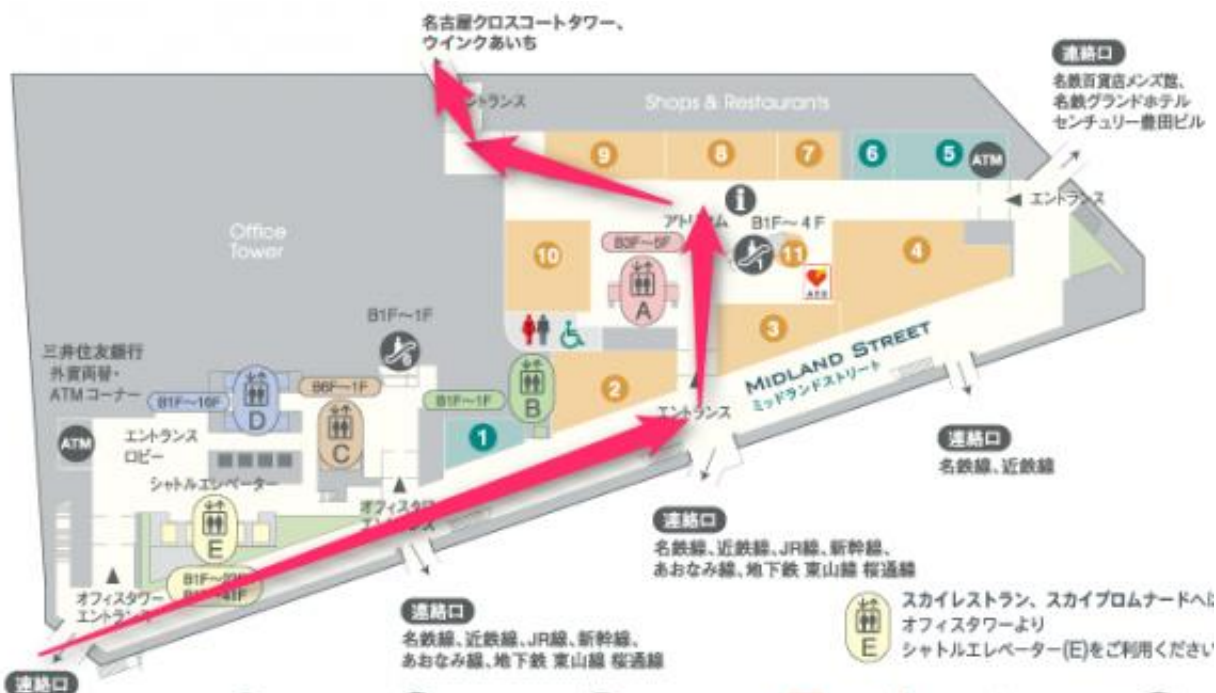 名古屋クロスコートタワー、
ウインクあいち
連絡口
名鉄百貨店メンズ館、
名鉄グランドホテル
センチュリー豊田ビル
ントランス
Shops & Restaurants
9
8
7
6
5
ATM
エントランス
Office
Tower
i
B1F～4F
B3F～5F
A
10
1
11
AED
4
3
MIDLAND STREET
ミッドランドストリート
B1F～1F
三井住友銀行
外貨両替・
ATMコーナー
B1F～10F
D
B6F～1F
C
B1F～1F
B
2
1
エントランス
ATM
エントランス
ロビー
シャトルエレベーター
E
オフィスタワー
エントランス
連絡口
名鉄線、近鉄線
連絡口
名鉄線、近鉄線、JR線、新幹線、
あおなみ線、地下鉄 東山線 桜通線
連絡口
名鉄線、近鉄線、JR線、新幹線、
あおなみ線、地下鉄 東山線 桜通線
連絡口
E
スカイレストラン、スカイプロムナードへは
オフィスタワーより
シャトルエレベーター(E)をご利用ください